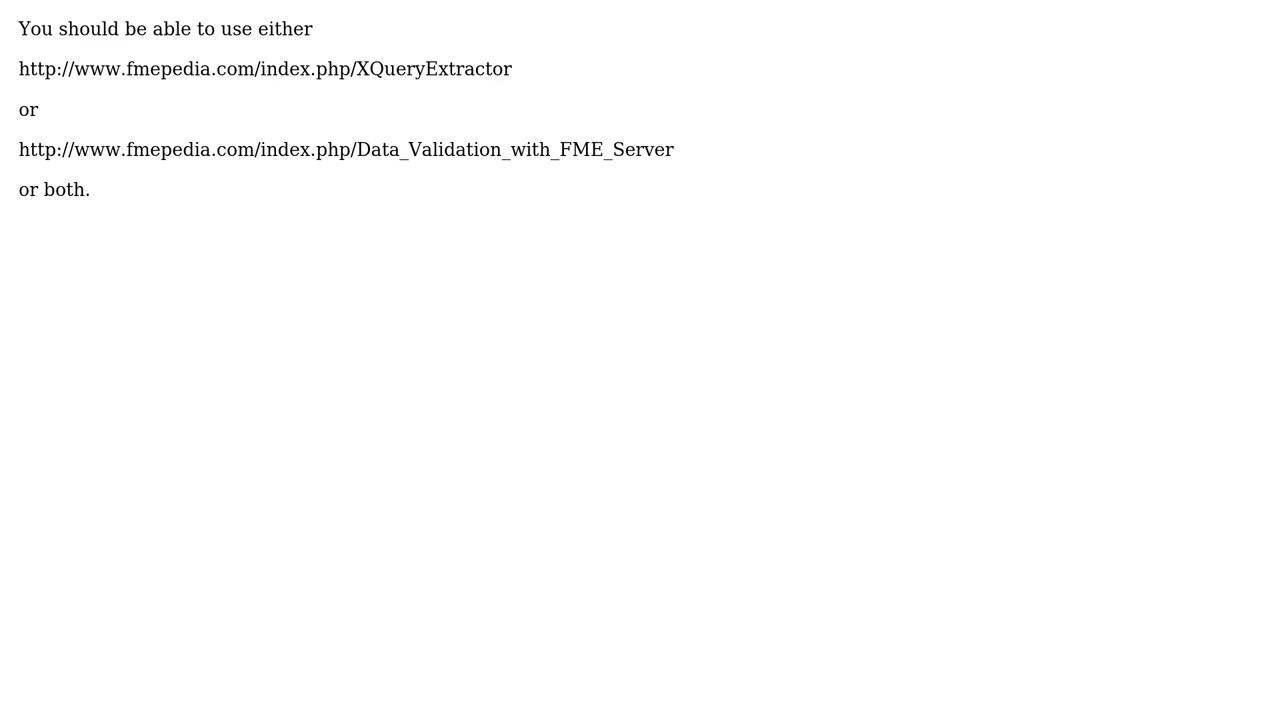 You should be able to use either
http://www.fmepedia.com/index.php/XQueryExtractor
or
http://www.fmepedia.com/index.php/Data_Validation_with_FME_Server
or both.